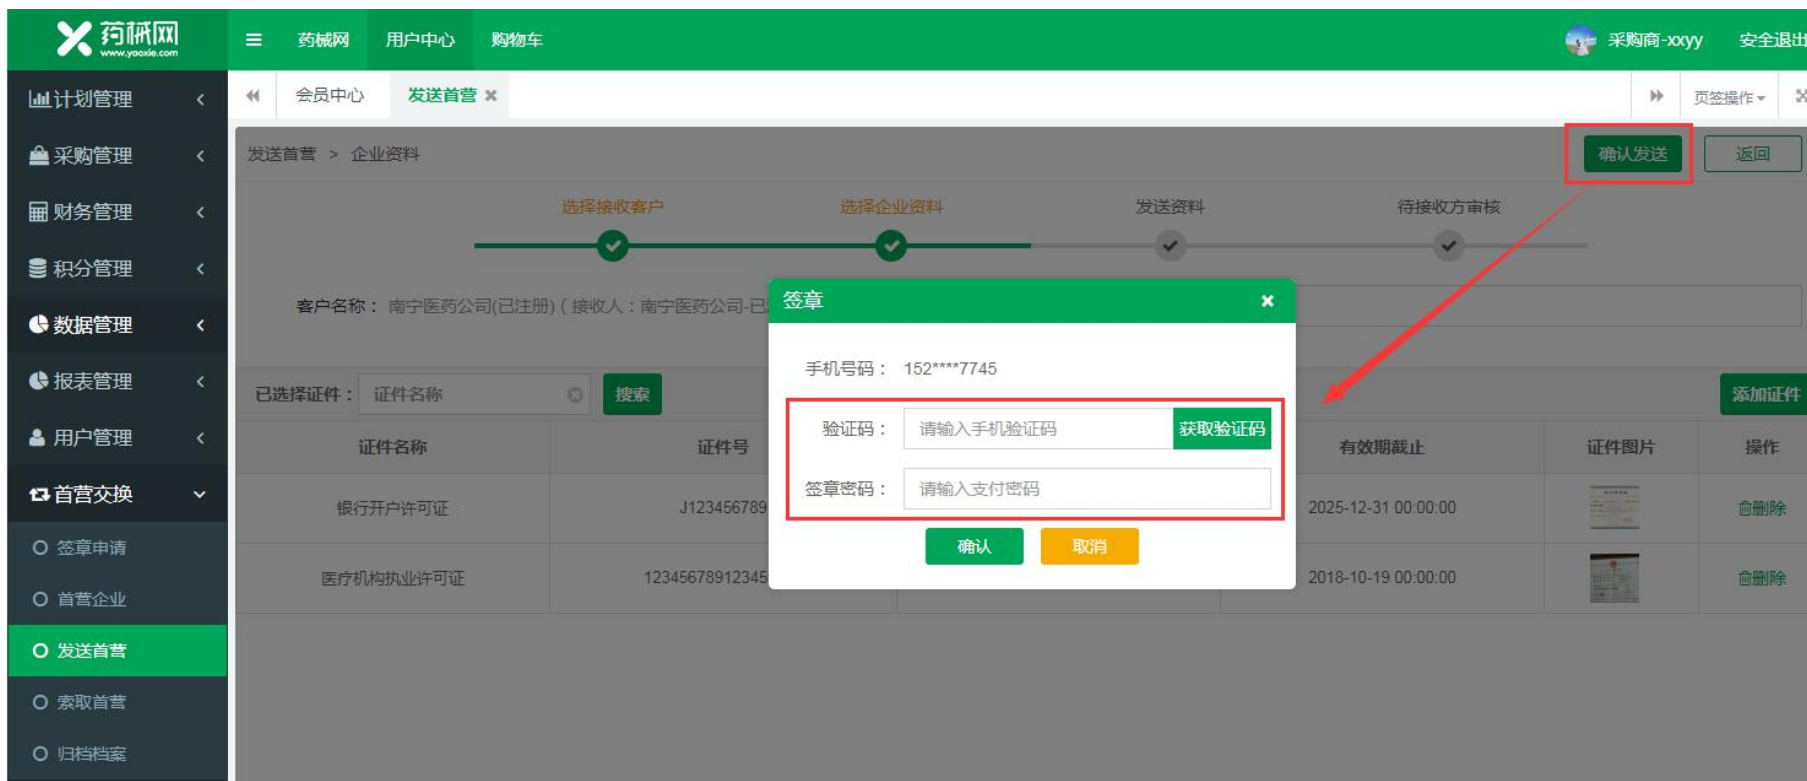 药械网
www.yaoxie.com
药械网 用户中心 购物车
采购商-xxyy 安全退出
计划管理
采购管理
财务管理
积分管理
数据管理
报表管理
用户管理
首营交换
签章申请
首营企业
发送首营
索取首营
归档档案
会员中心 发送首营
页签操作
发送首营 > 企业资料
确认发送 返回
选择接收客户 选择企业资料 发送资料 待接收方审核
客户名称： 南宁医药公司(已注册) ( 接收人：南宁医药公司-已
已选择证件： 证件名称 搜索
添加证件
证件名称 证件号 有效期截止 证件图片 操作
银行开户许可证 J123456789 2025-12-31 00:00:00 删除
医疗机构执业许可证 12345678912345 2018-10-19 00:00:00 删除
签章
手机号码： 152****7745
验证码： 请输入手机验证码 获取验证码
签章密码： 请输入支付密码
确认 取消